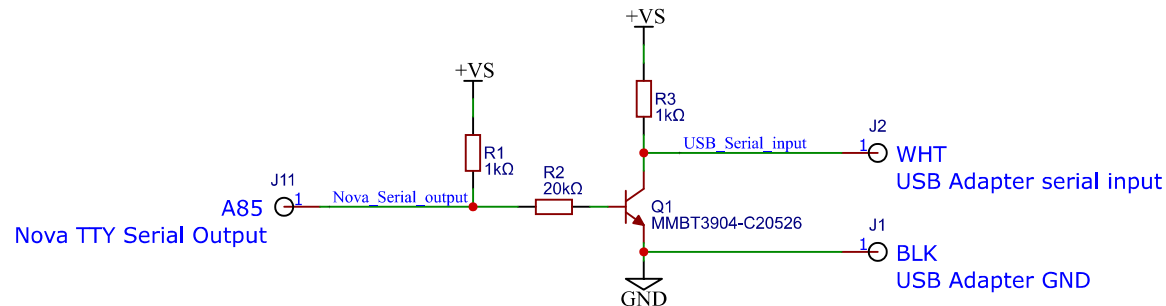 +VS
+VS
R3
1kΩ
J2
USB_Serial_input
1
WHT
R1
1kΩ
USB Adapter serial input
R2
J11
20kΩ
A85
1
Nova_Serial_output
Q1
MMBT3904-C20526
Nova TTY Serial Output
J1
1
BLK
USB Adapter GND
GND